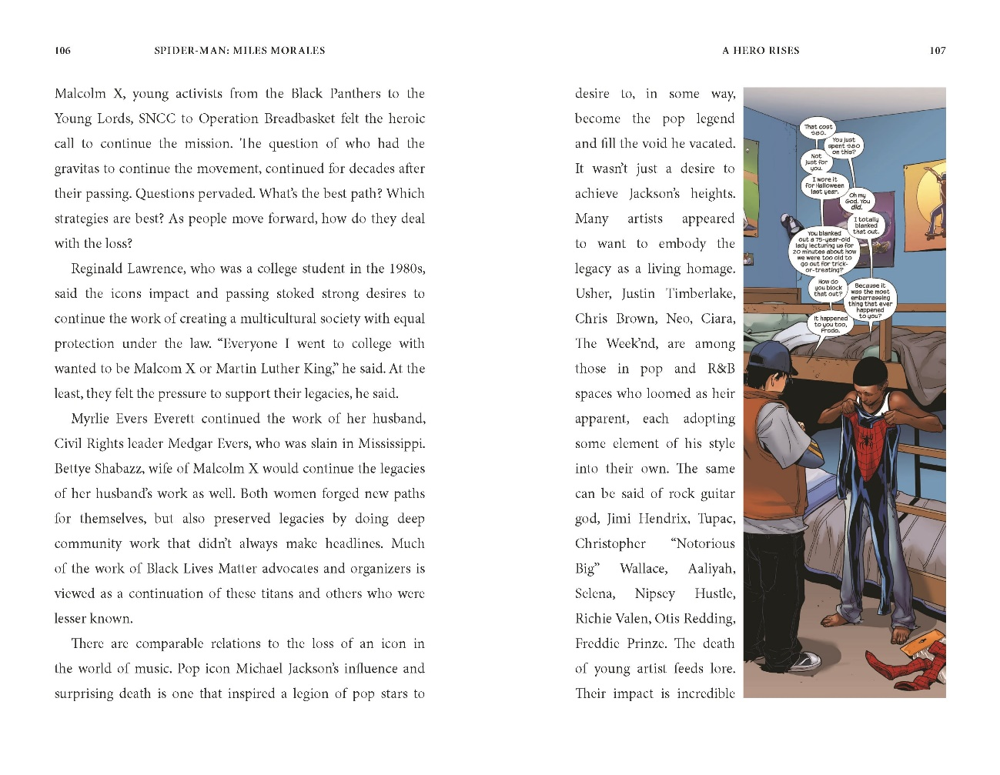 106
SPIDER-MAN: MILES MORALES
Malcolm X, young activists from the Black Panthers to the
Young Lords, SNCC to Operation Breadbasket felt the heroic
call to continue the mission. The question of who had the
gravitas to continue the movement, continued for decades after
their passing. Questions pervaded. What’s the best path? Which
strategies are best? As people move forward, how do they deal
with the loss?
Reginald Lawrence, who was a college student in the 1980s,
said the icons impact and passing stoked strong desires to
continue the work of creating a multicultural society with equal
protection under the law. “Everyone I went to college with
wanted to be Malcom X or Martin Luther King,” he said. At the
least, they felt the pressure to support their legacies, he said.
Myrlie Evers Everett continued the work of her husband,
Civil Rights leader Medgar Evers, who was slain in Mississippi.
Bettye Shabazz, wife of Malcolm X would continue the legacies
of her husband’s work as well. Both women forged new paths
for themselves, but also preserved legacies by doing deep
community work that didn’t always make headlines. Much
of the work of Black Lives Matter advocates and organizers is
viewed as a continuation of these titans and others who were
lesser known.
There are comparable relations to the loss of an icon in
the world of music. Pop icon Michael Jackson’s influence and
surprising death is one that inspired a legion of pop stars to
A HERO RISES
107
desire to, in some way,
become the pop legend
and fill the void he vacated.
It wasn’t just a desire to
achieve Jackson’s heights.
Many artists appeared
to want to embody the
legacy as a living homage.
Usher, Justin Timberlake,
Chris Brown, Neo, Ciara,
The Week’nd, are among
those in pop and R&B
spaces who loomed as heir
apparent, each adopting
some element of his style
into their own. The same
can be said of rock guitar
god, Jimi Hendrix, Tupac,
Christopher “Notorious
Big” Wallace, Aaliyah,
Selena, Nipsey Hustle,
Richie Valen, Otis Redding,
Freddie Prinze. The death
of young artist feeds lore.
Their impact is incredible
That cost
$80.
You just
spent $80
on this?
Not
just for
you.
I wore it
for Halloween
last year.
Oh my
God. You
did.
I totally
blanked
that out.
You blanked
out a 75-year-old
lady lecturing us for
20 minutes about how
we were too old to
go out for trick-
or-treating?
How do
you block
that out?
Because it
was the most
embarrassing
thing that ever
happened
to you?
It happened
to you too,
Frodo.